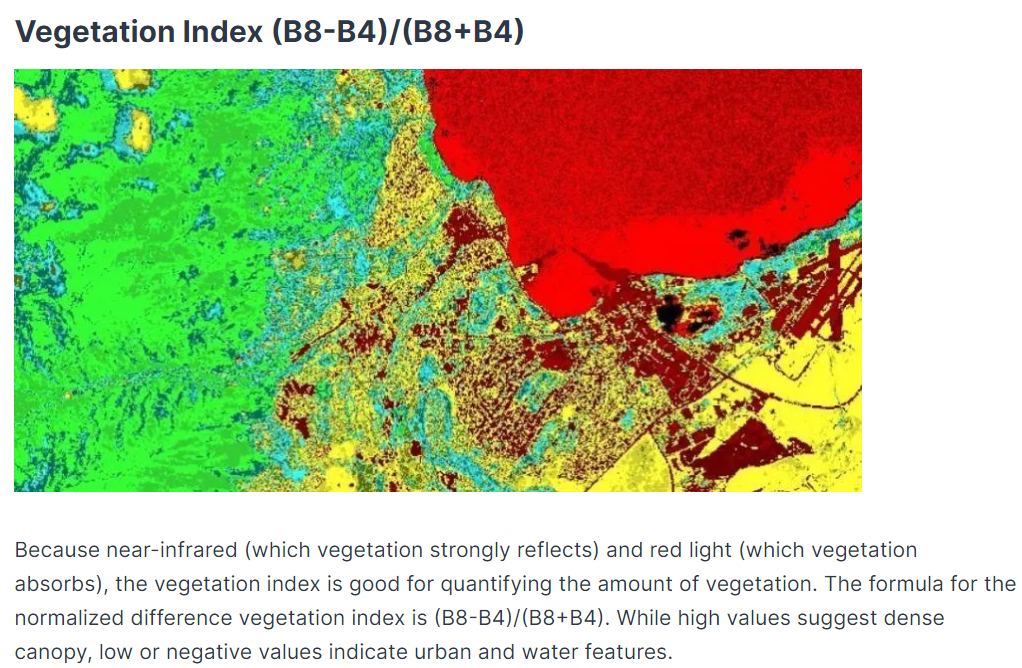 Vegetation Index (B8-B4)/(B8+B4)
Because near-infrared (which vegetation strongly reflects) and red light (which vegetation
absorbs), the vegetation index is good for quantifying the amount of vegetation. The formula for the
normalized difference vegetation index is (B8-B4)/(B8+B4). While high values suggest dense
canopy, low or negative values indicate urban and water features.